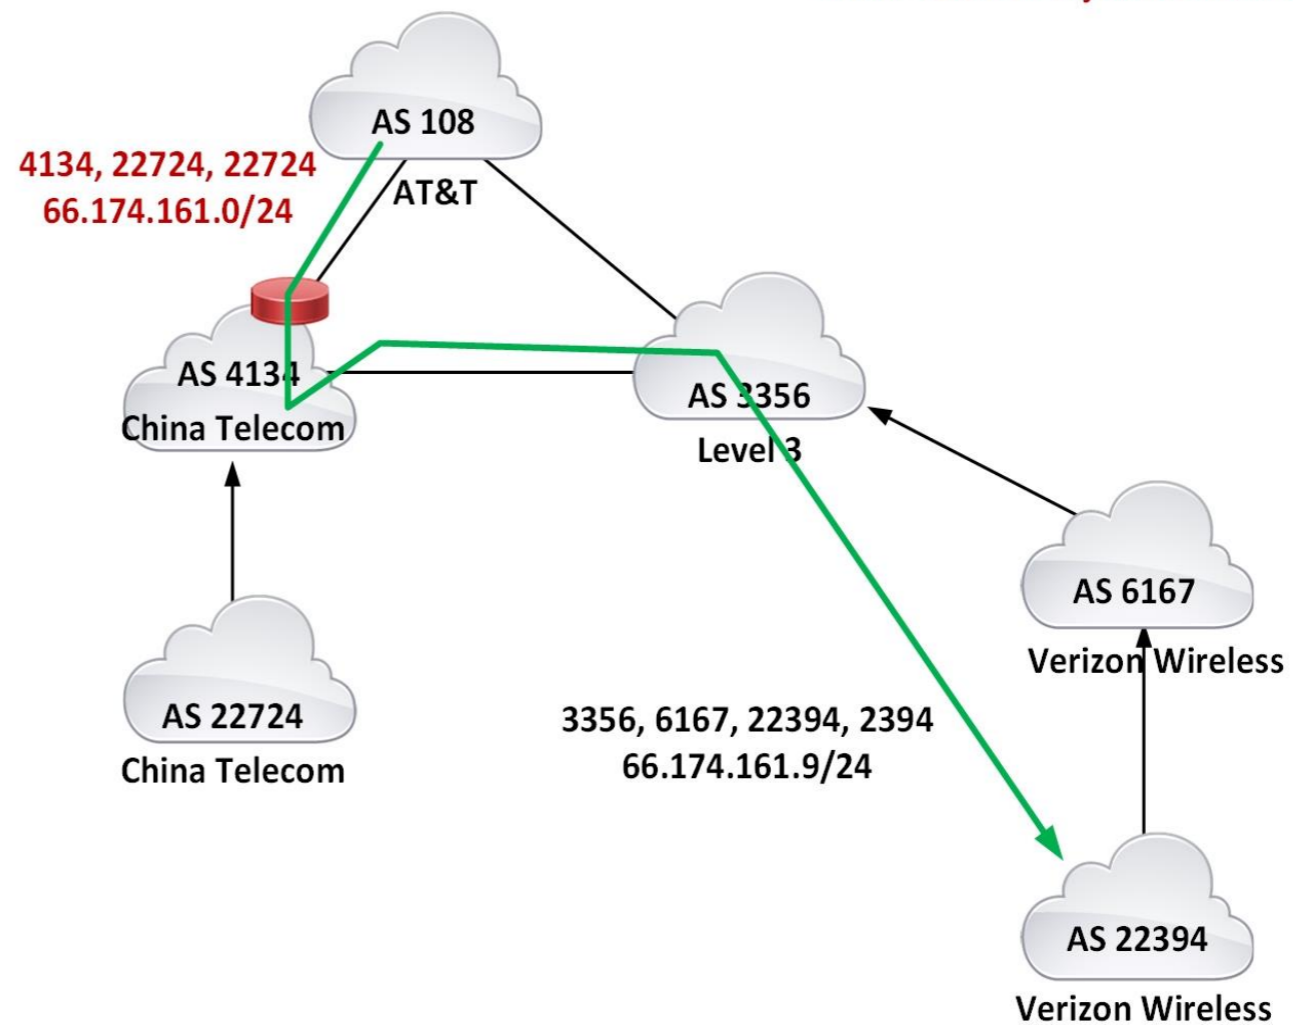 AS 108
4134, 22724, 22724
66.174.161.0/24
AT&T
AS 4134
China Telecom
AS 3356
Level 3
AS 6167
Verizon Wireless
AS 22724
China Telecom
3356, 6167, 22394, 2394
66.174.161.9/24
AS 22394
Verizon Wireless